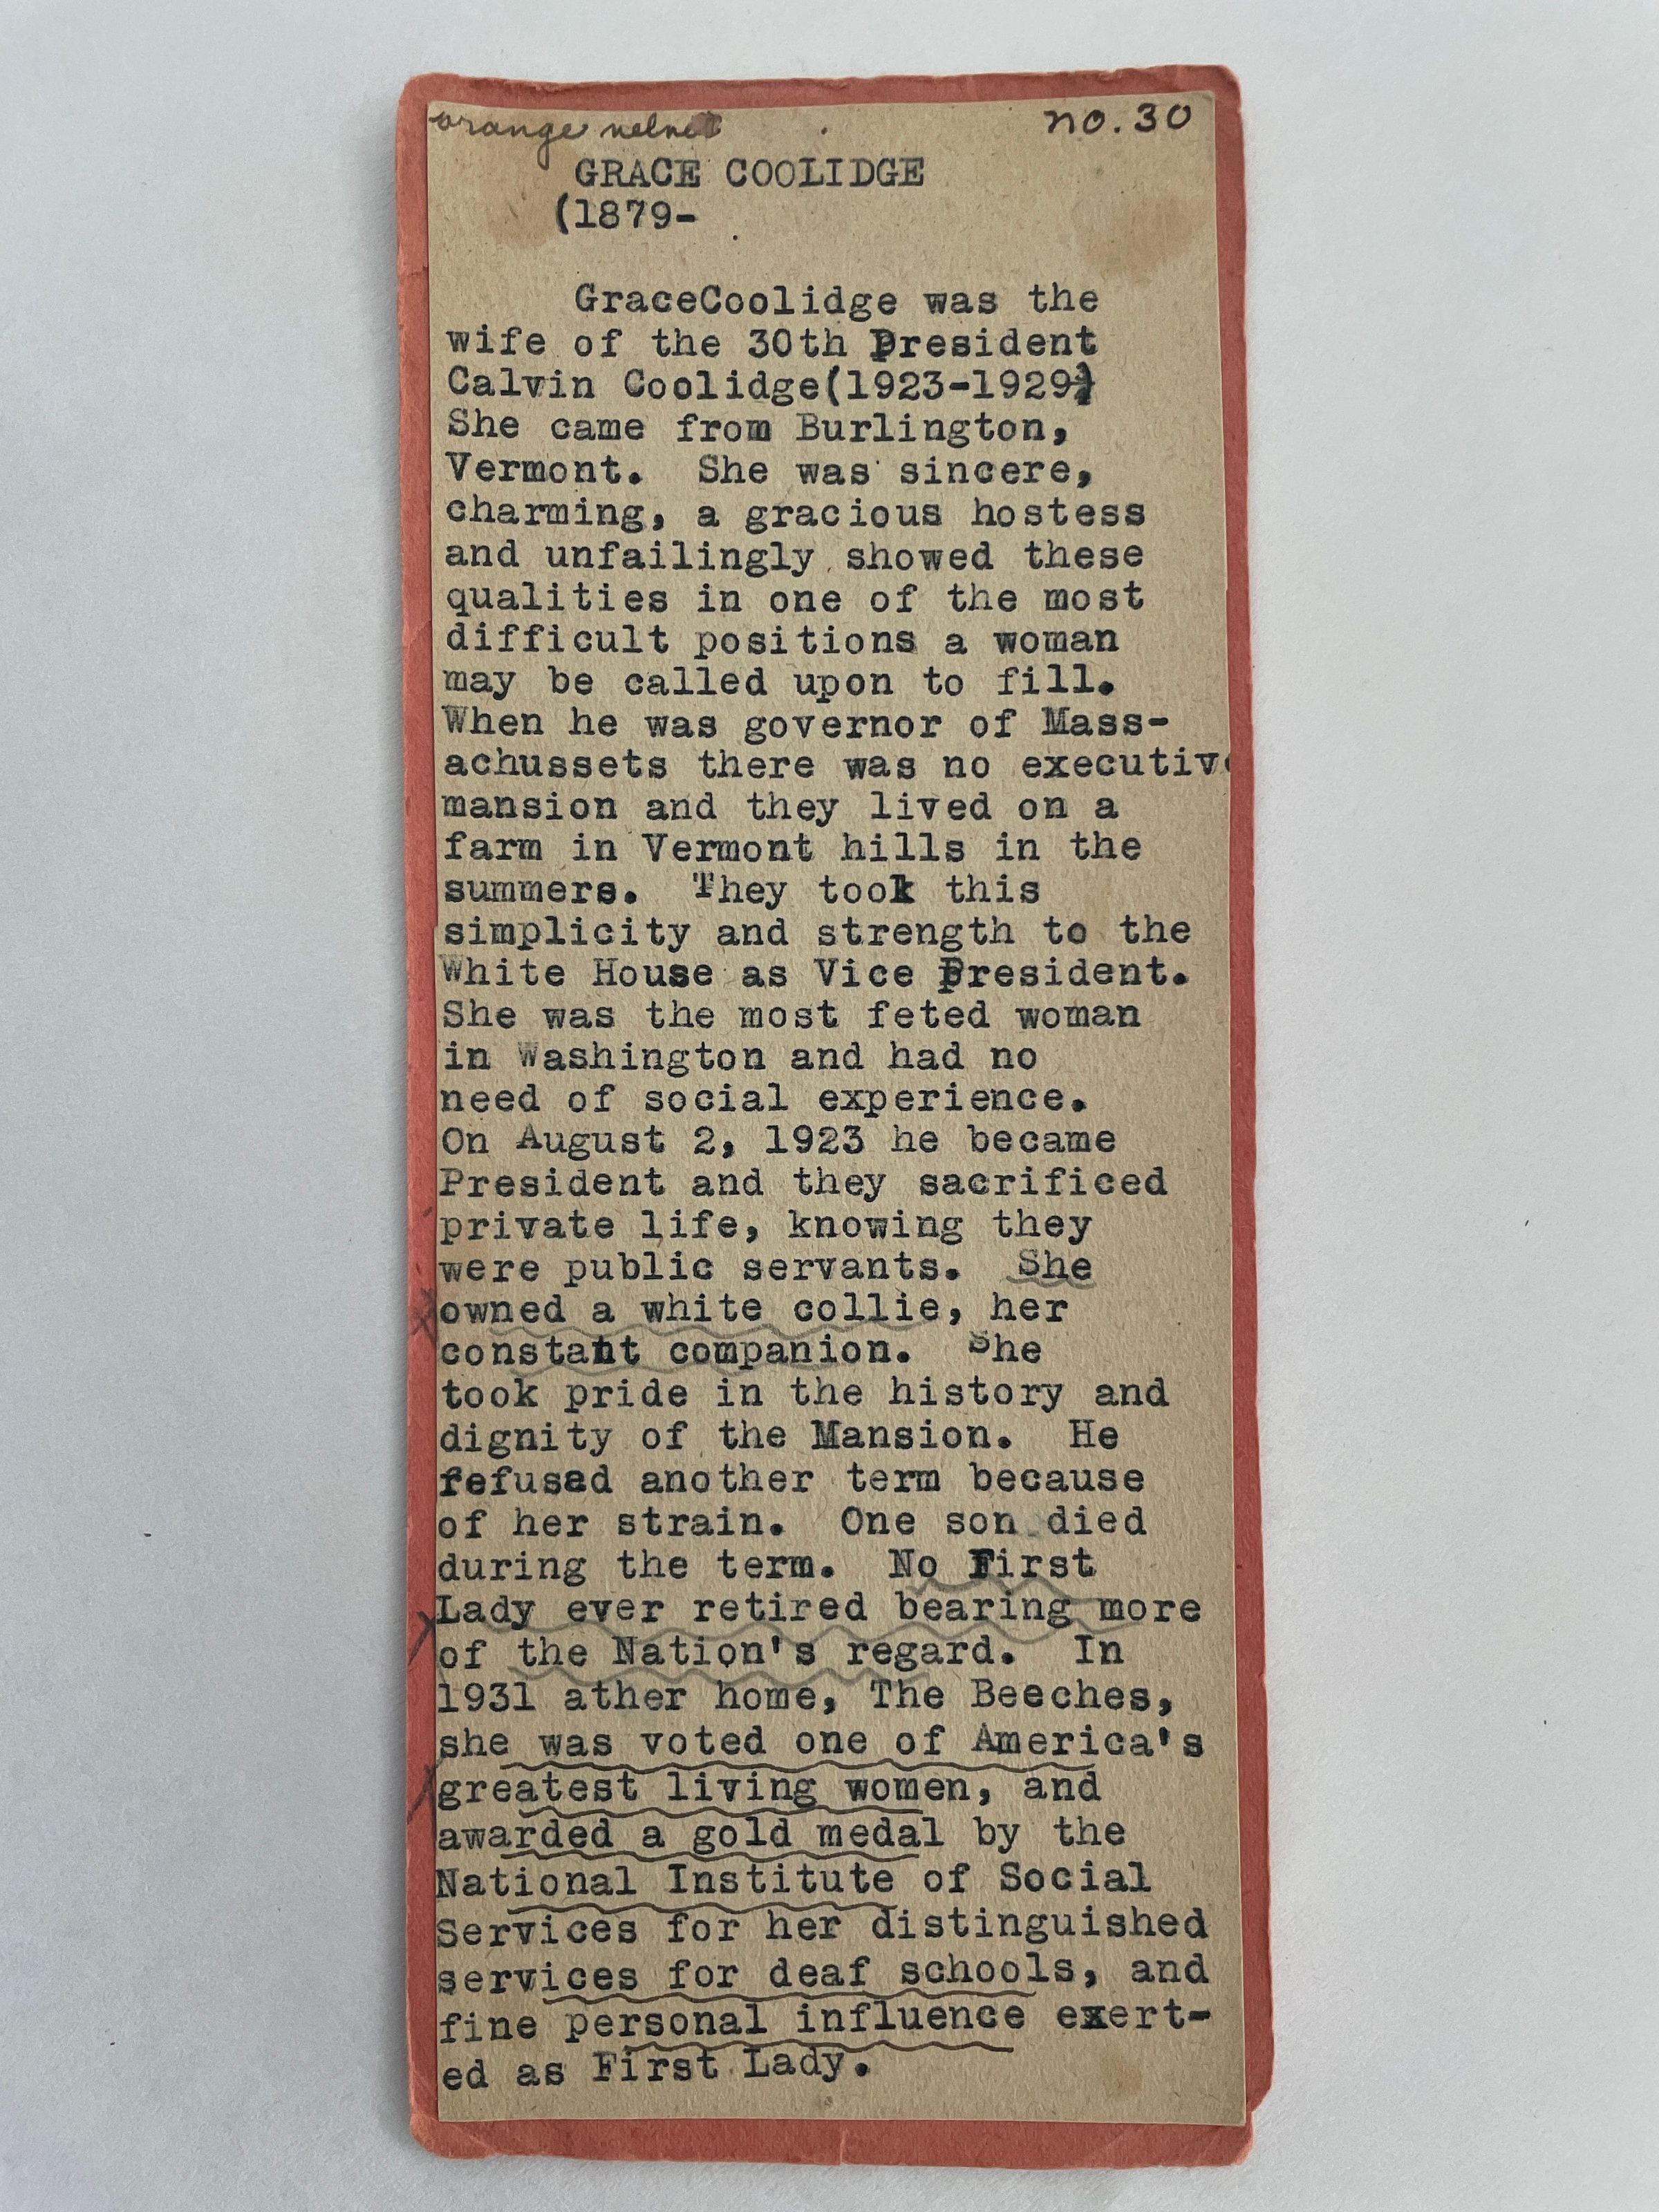 orange velvet no. 30
GRACE COOLIDGE
(1879-
GraceCoolidge was the
wife of the 30th President
Calvin Coolidge(1923-1929)
She came from Burlington,
Vermont. She was sincere,
charming, a gracious hostess
and unfailingly showed these
qualities in one of the most
difficult positions a woman
may be called upon to fill.
When he was governor of Mass-
achussets there was no executive
mansion and they lived on a
farm in Vermont hills in the
summers. They took this
simplicity and strength to the
White House as Vice President.
She was the most feted woman
in Washington and had no
need of social experience.
On August 2, 1923 he became
President and they sacrificed
private life, knowing they
were public servants. She
owned a white collie, her
constant companion. She
took pride in the history and
dignity of the Mansion. He
refused another term because
of her strain. One son died
during the term. No First
Lady ever retired bearing more
of the Nation's regard. In
1931 ather home, The Beeches,
she was voted one of America's
greatest living women, and
awarded a gold medal by the
National Institute of Social
Services for her distinguished
services for deaf schools, and
fine personal influence exert-
ed as First Lady.